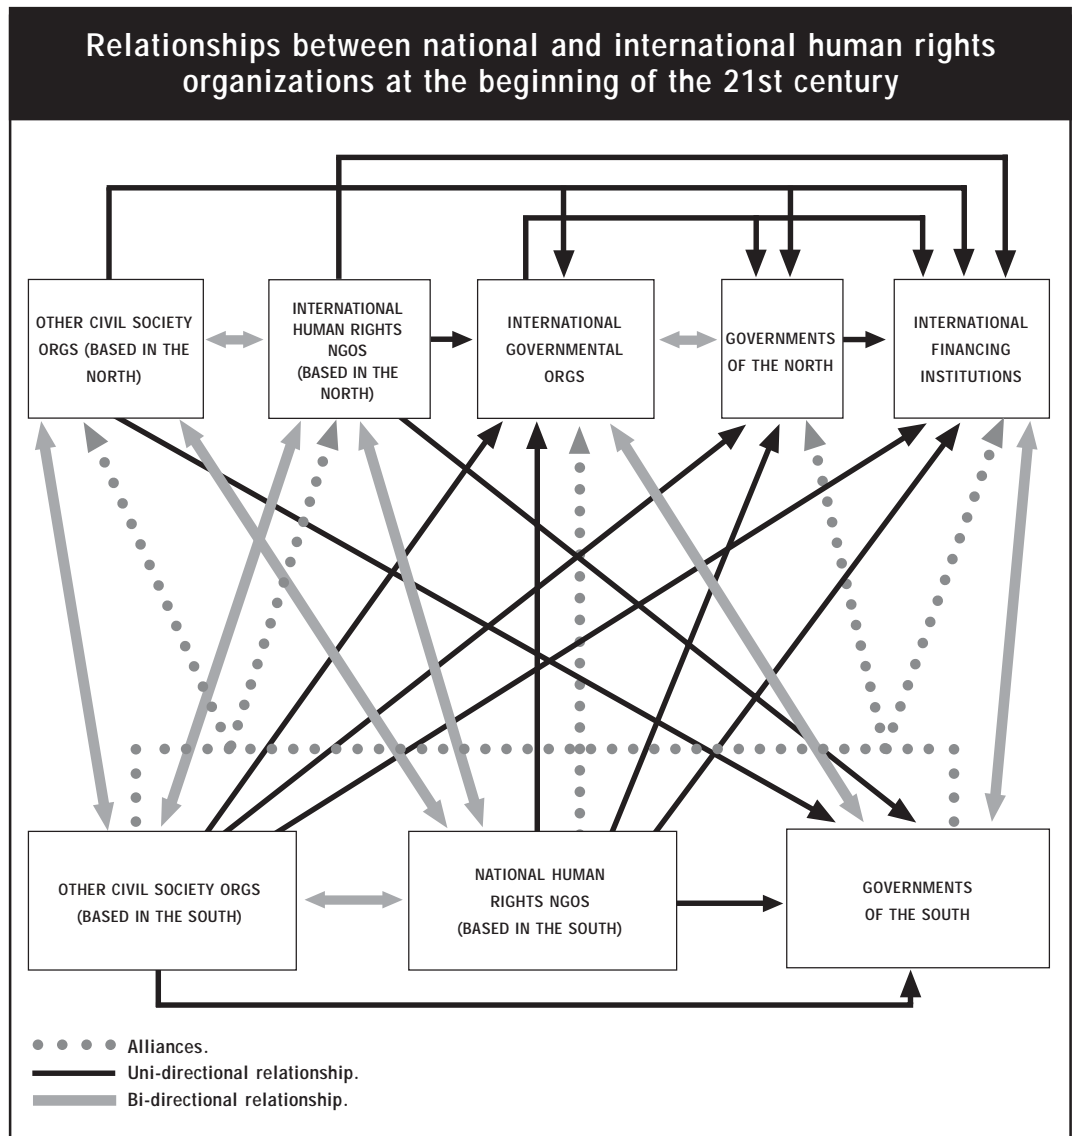 Relationships between national and international human rights
organizations at the beginning of the 21st century
OTHER CIVIL SOCIETY
ORGS (BASED IN THE
NORTH)
INTERNATIONAL
HUMAN RIGHTS
NGOS
(BASED IN THE
NORTH)
INTERNATIONAL
GOVERNMENTAL
ORGS
GOVERNMENTS
OF THE NORTH
INTERNATIONAL
FINANCING
INSTITUTIONS
OTHER CIVIL SOCIETY ORGS
(BASED IN THE SOUTH)
NATIONAL HUMAN
RIGHTS NGOS
(BASED IN THE SOUTH)
GOVERNMENTS
OF THE SOUTH
Alliances.
Uni-directional relationship.
Bi-directional relationship.